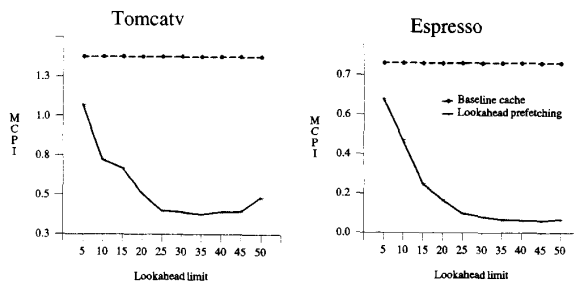 Tomcatv
Espresso
1.3
1.0
0.8
0.5
0.3
MCPI
5 10 15 20 25 30 35 40 45 50
Lookahead limit
0.7
0.6
0.4
0.2
0.0
MCPI
Baseline cache
Lookahead prefetching
5 10 15 20 25 30 35 40 45 50
Lookahead limit